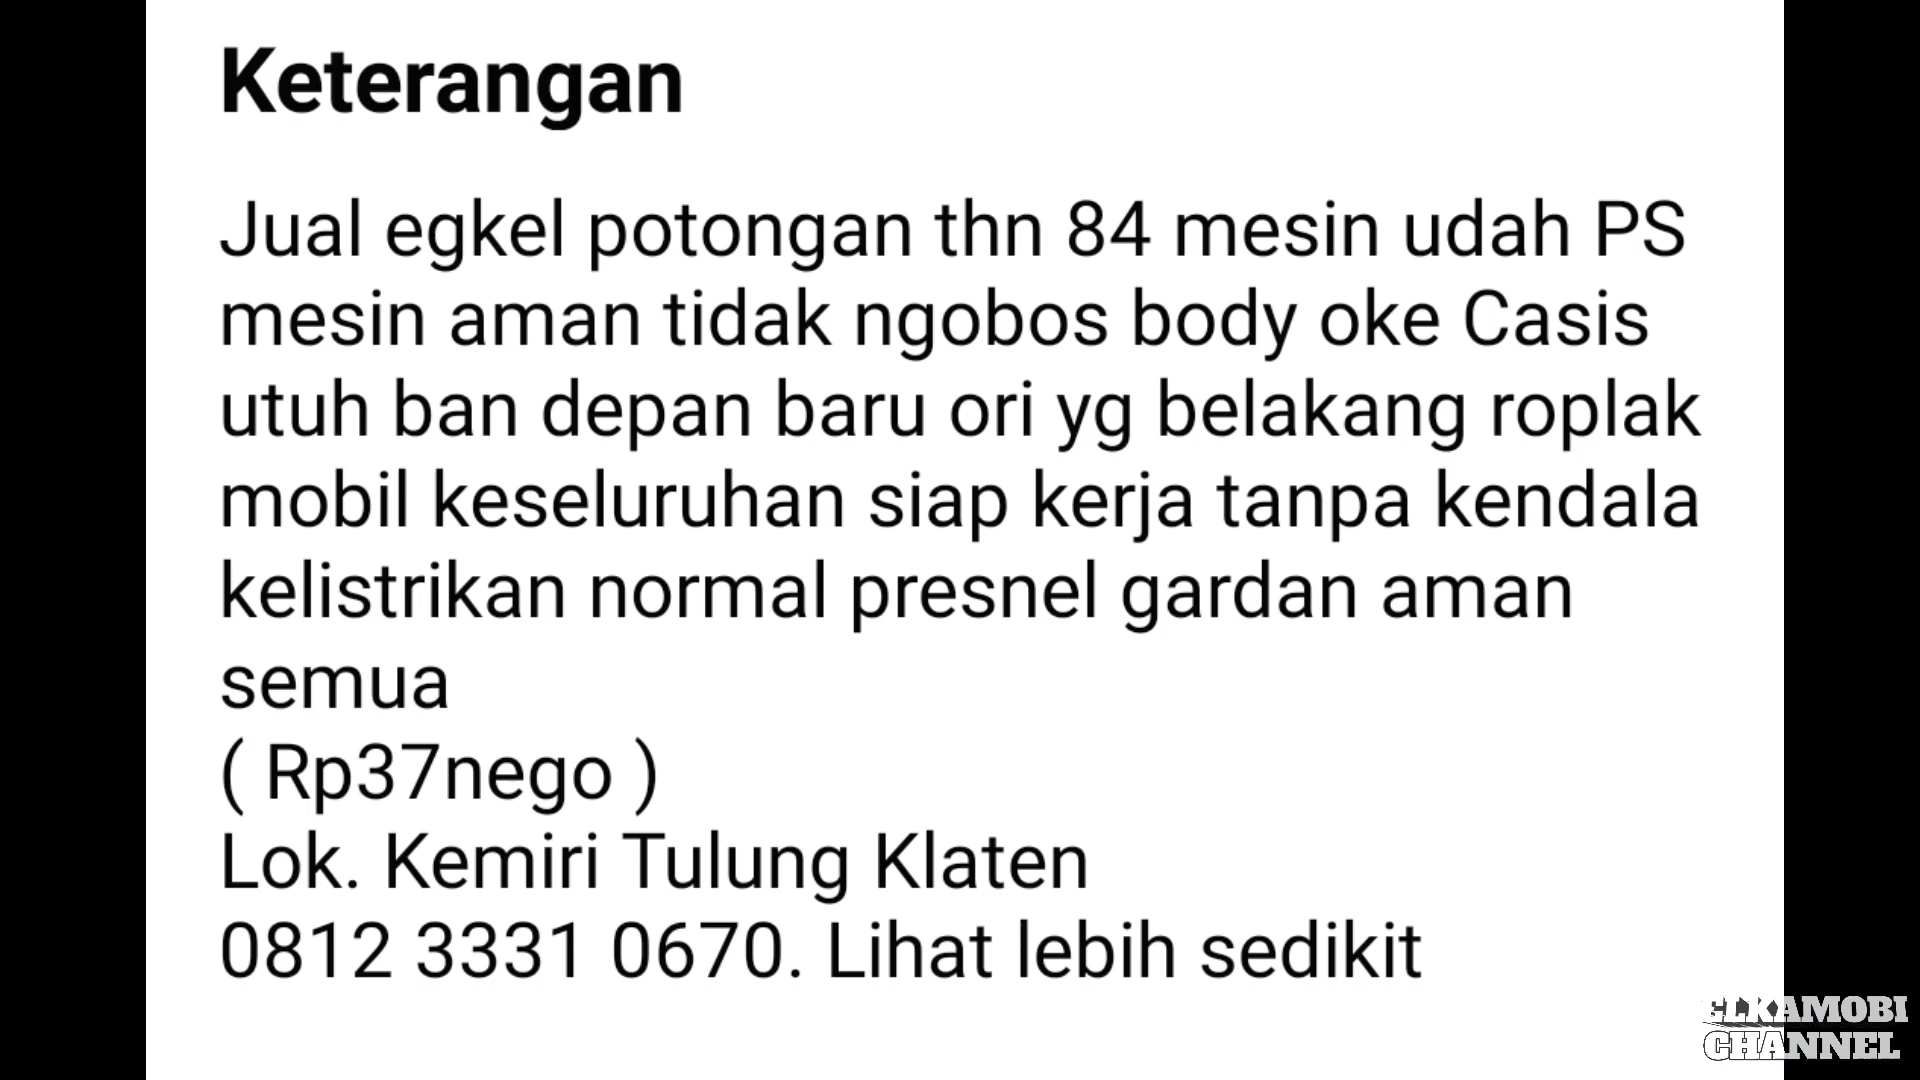 Keterangan
Jual egkel potongan thn 84 mesin udah PS
mesin aman tidak ngobos body oke Casis
utuh ban depan baru ori yg belakang roplak
mobil keseluruhan siap kerja tanpa kendala
kelistrikan normal presnel gardan aman
semua
( Rp37nego )
Lok. Kemiri Tulung Klaten
0812 3331 0670. Lihat lebih sedikit
ELKAMOBI
CHANNEL